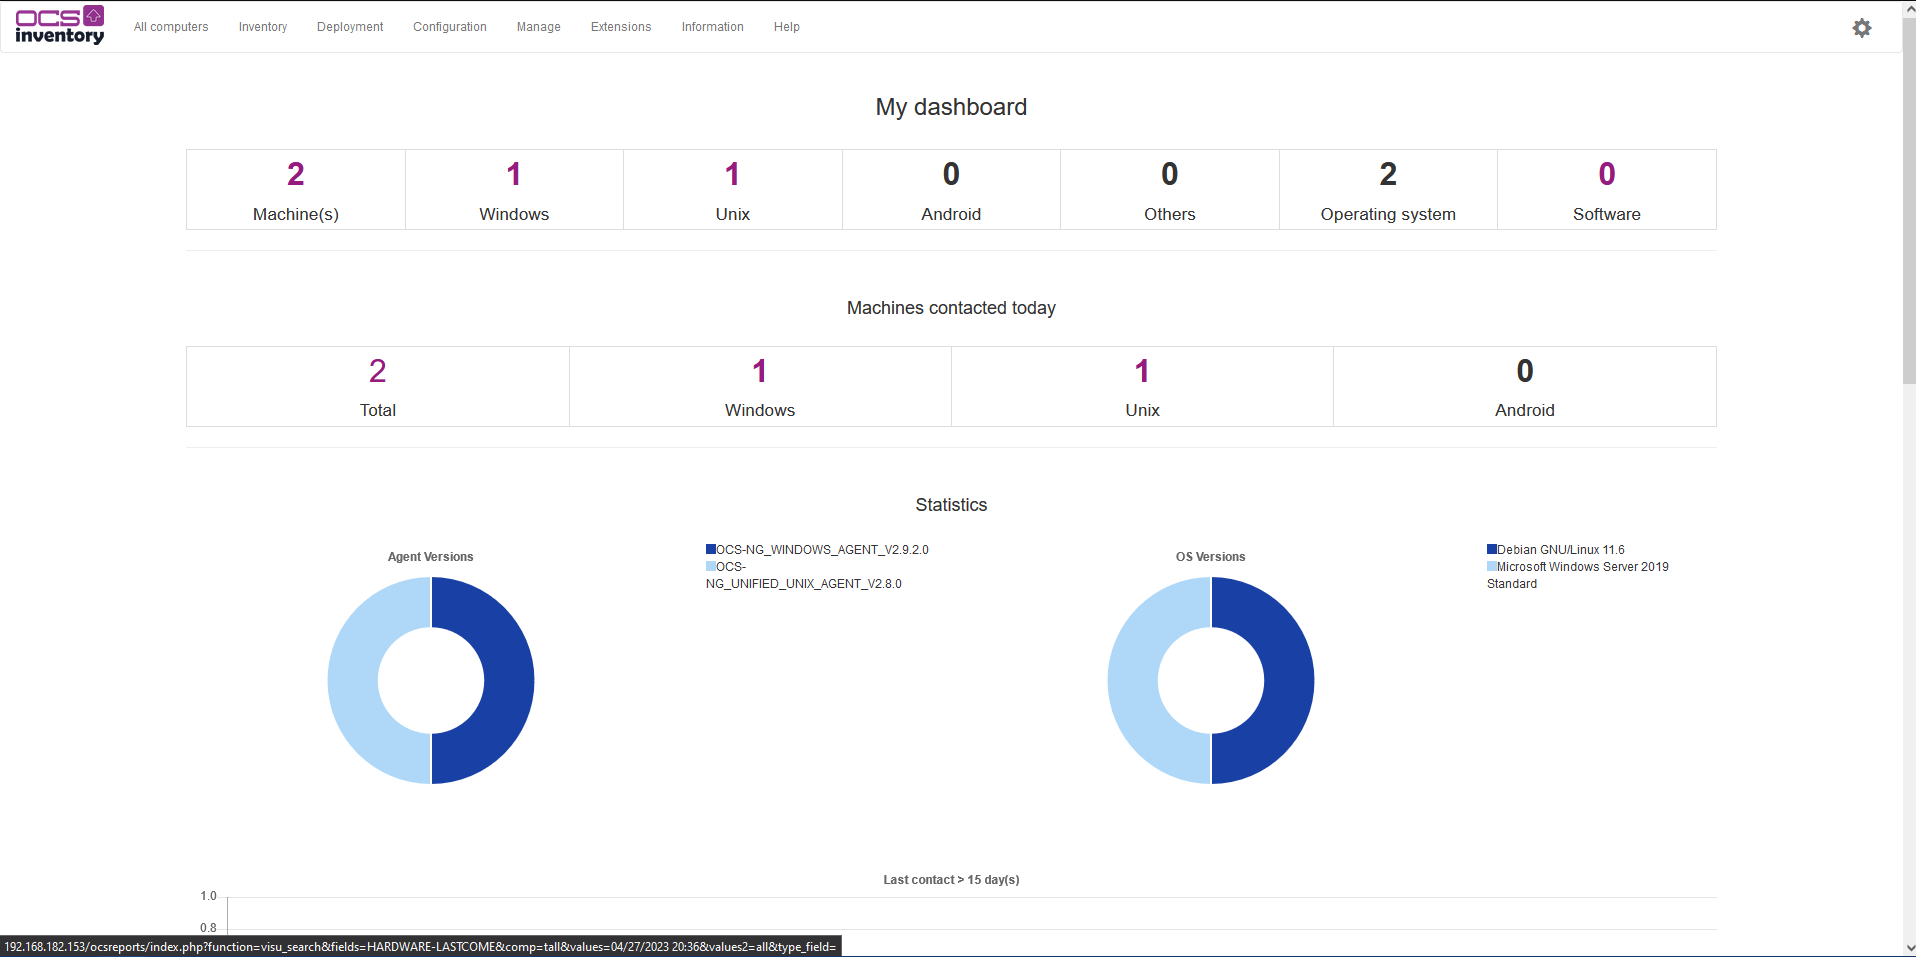 OCS
inventory
All computers Inventory Deployment Configuration Manage Extensions Information Help
My dashboard
2 1 1 0 0 2 0
Machine(s) Windows Unix Android Others Operating system Software
Machines contacted today
2 1 1 0
Total Windows Unix Android
Statistics
Agent Versions
OCS-NG_WINDOWS_AGENT_V2.9.2.0
OCS-
NG_UNIFIED_UNIX_AGENT_V2.8.0
OS Versions
Debian GNU/Linux 11.6
Microsoft Windows Server 2019
Standard
Last contact > 15 day(s)
1.0
0.8
192.168.182.153/ocsreports/index.php?function=visu_search&fields=HARDWARE-LASTCOME&comp=tall&values=04/27/2023 20:36&values2=all&type_field=